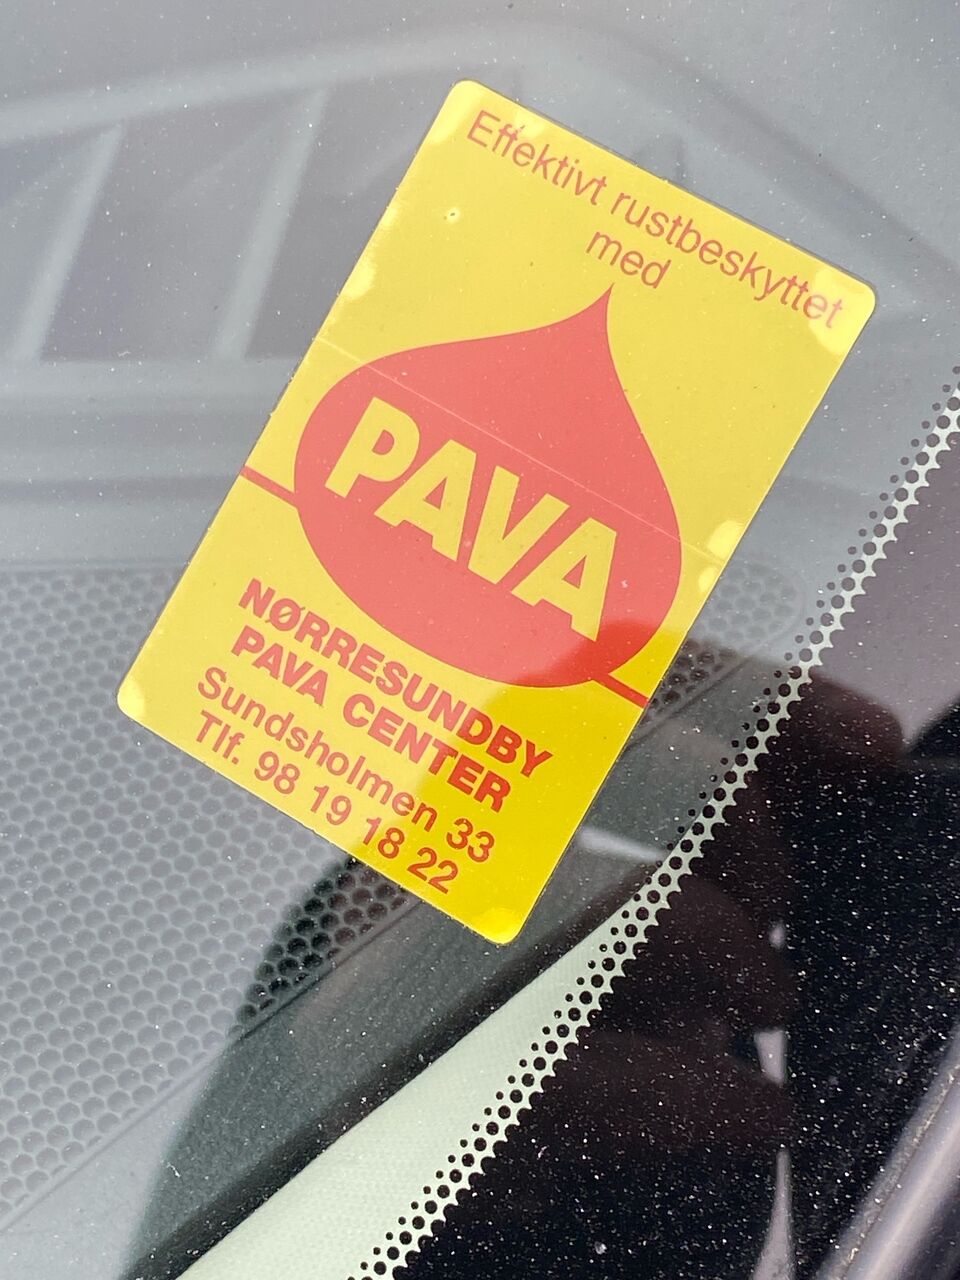 Effektivt rustbeskyttet
med
PAVA
NØRRESUNDBY
PAVA CENTER
Sundsholmen 33
Tlf. 98 19 18 22